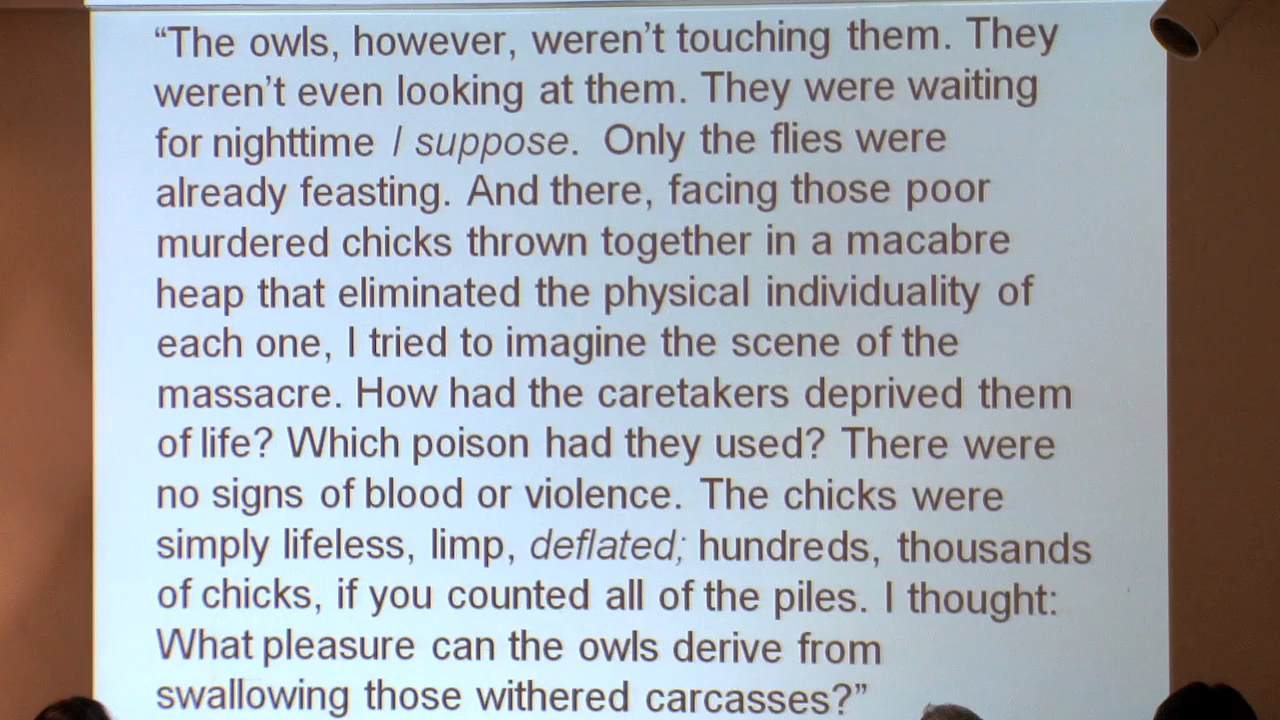 “The owls, however, weren’t touching them. They
weren’t even looking at them. They were waiting
for nighttime I suppose. Only the flies were
already feasting. And there, facing those poor
murdered chicks thrown together in a macabre
heap that eliminated the physical individuality of
each one, I tried to imagine the scene of the
massacre. How had the caretakers deprived them
of life? Which poison had they used? There were
no signs of blood or violence. The chicks were
simply lifeless, limp, deflated; hundreds, thousands
of chicks, if you counted all of the piles. I thought:
What pleasure can the owls derive from
swallowing those withered carcasses?”